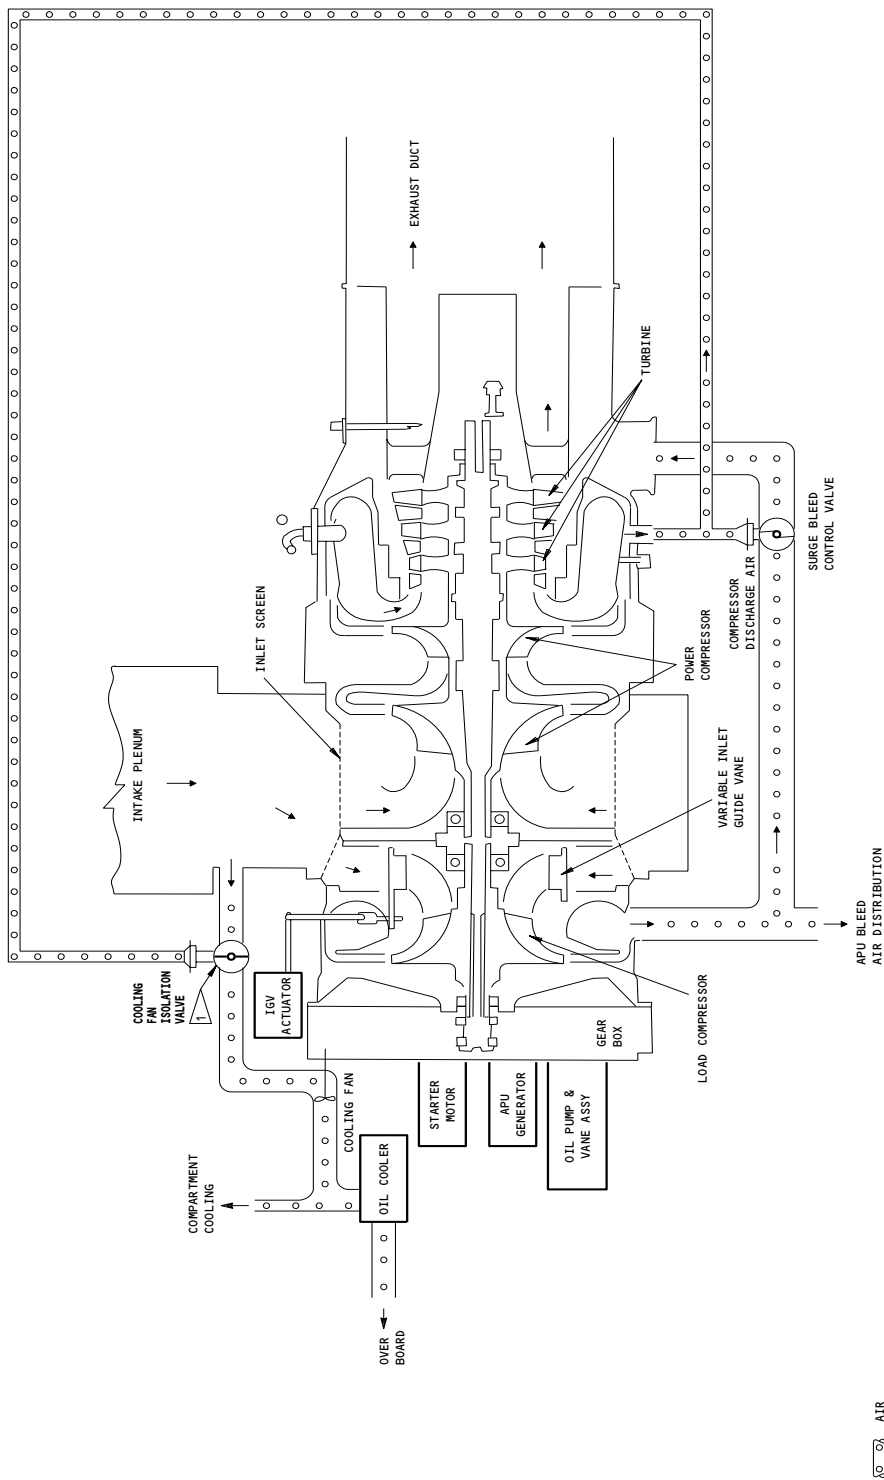 EXHAUST DUCT
TURBINE
SURGE BLEED
CONTROL VALVE
COMPRESSOR
DISCHARGE AIR
INLET SCREEN
POWER
COMPRESSOR
INTAKE PLENUM
VARIABLE INLET
GUIDE VANE
APU BLEED
AIR DISTRIBUTION
COOLING
FAN
ISOLATION
VALVE
1
IGV
ACTUATOR
GEAR
BOX
LOAD COMPRESSOR
COOLING FAN
STARTER
MOTOR
APU
GENERATOR
OIL PUMP &
VANE ASSY
COMPARTMENT
COOLING
OIL COOLER
OVER
BOARD
AIR